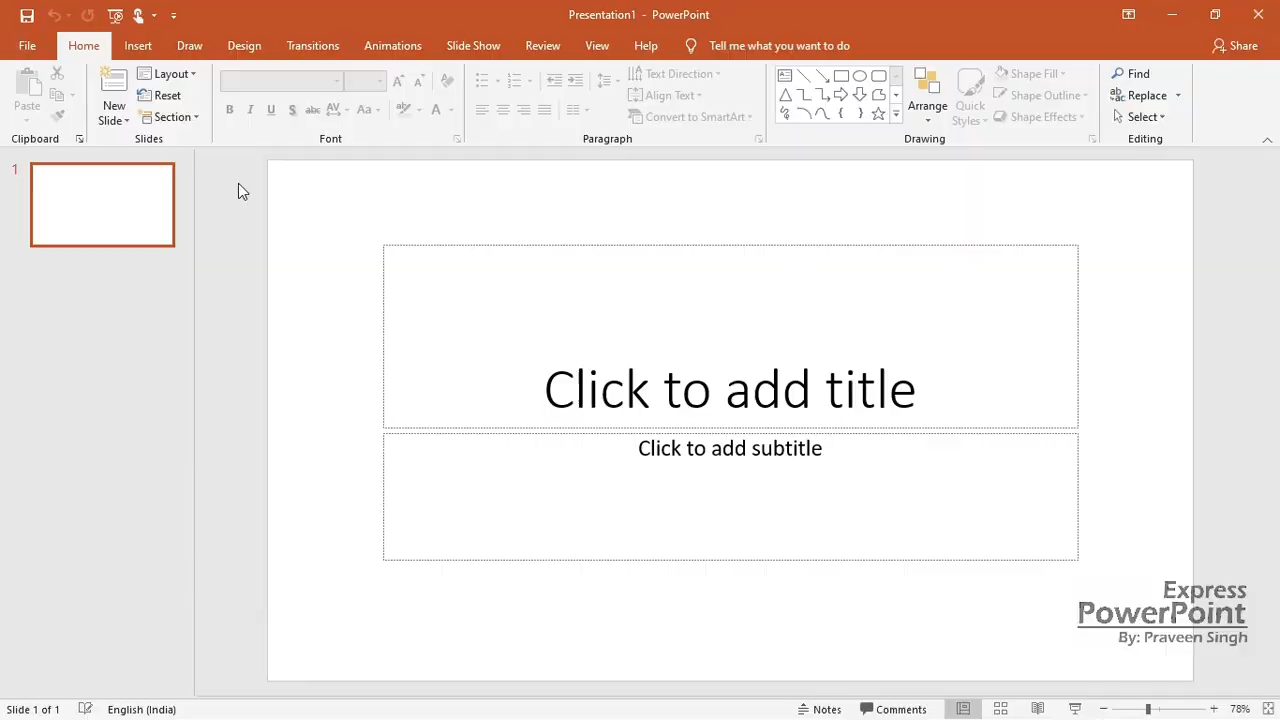 Presentation1 - PowerPoint
File Home Insert Draw Design Transitions Animations Slide Show Review View Help Tell me what you want to do Share
Paste
Clipboard
New
Slide
Layout
Reset
Section
Slides
Font
Text Direction
Align Text
Convert to SmartArt
Paragraph
Arrange
Quick
Styles
Shape Fill
Shape Outline
Shape Effects
Drawing
Find
Replace
Select
Editing
1
Click to add title
Click to add subtitle
Express
PowerPoint
By: Praveen Singh
Slide 1 of 1 English (India) Notes Comments 78%